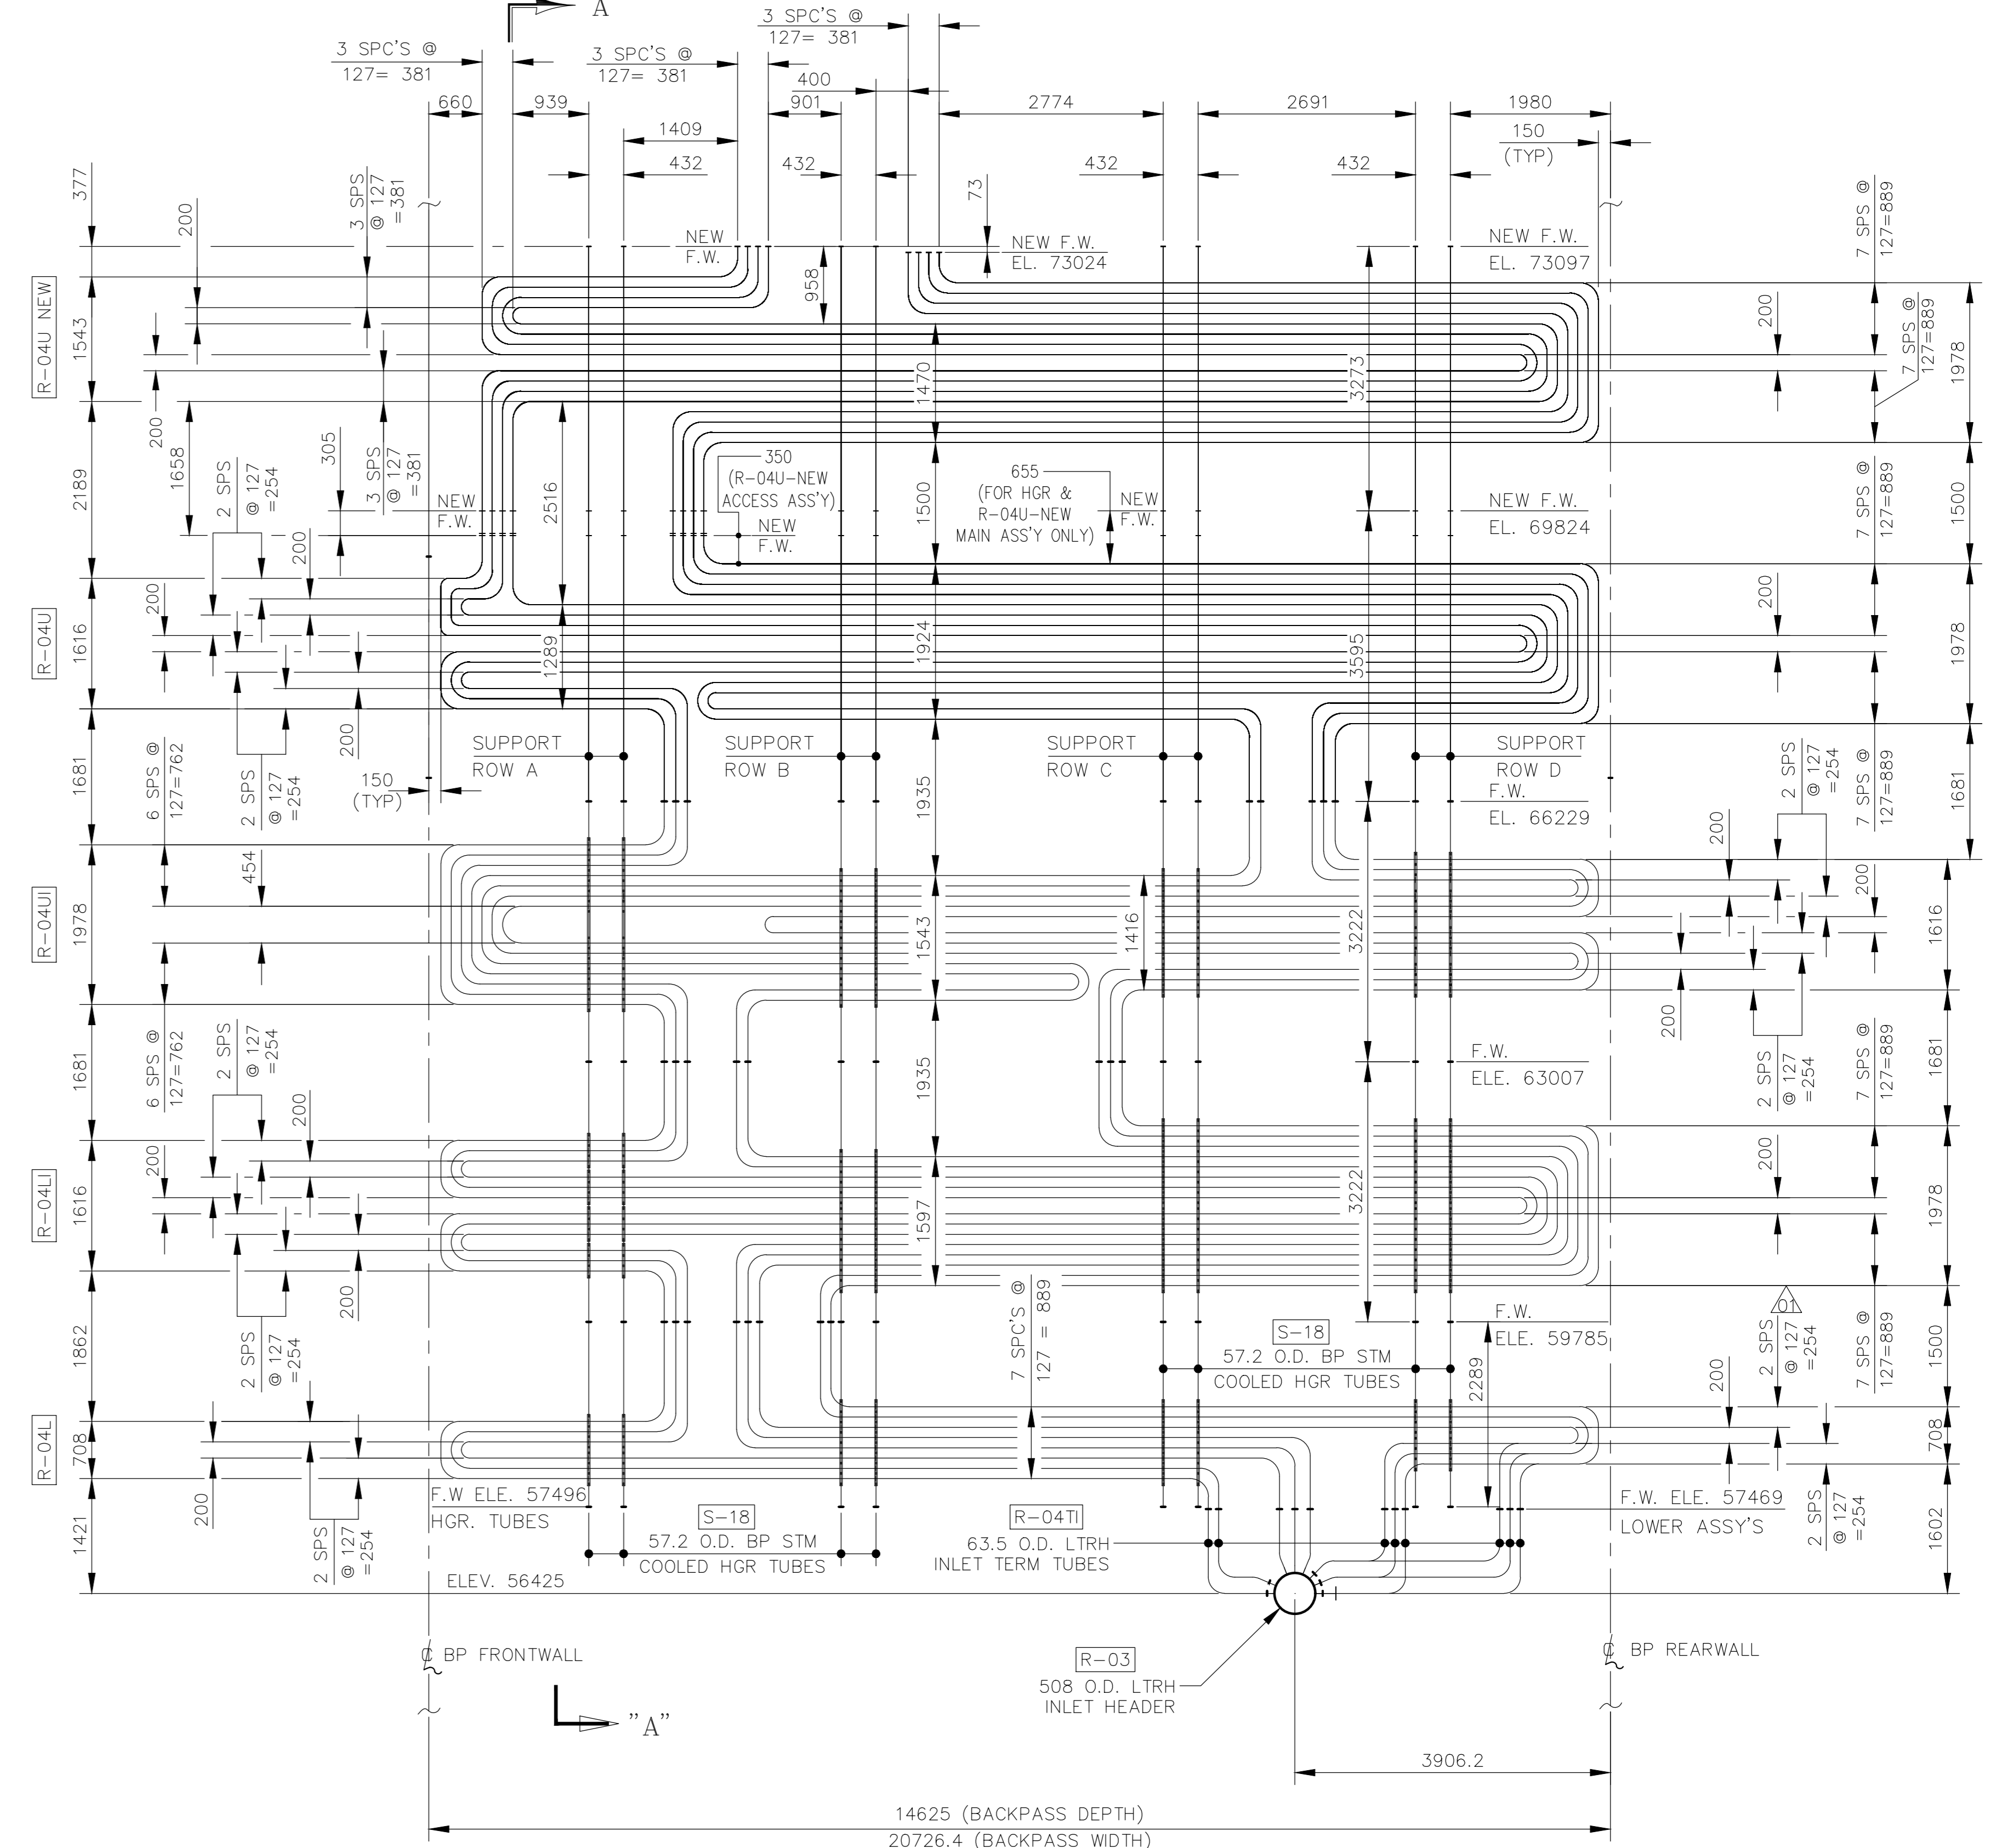 A
3 SPC'S @
127= 381
3 SPC'S @
127= 381
3 SPC'S @
127= 381
400
660
939
901
2774
2691
1980
1409
150
(TYP)
432
432
432
432
377
200
3 SPS
@ 127
=381
73
7 SPS @
127=889
NEW
F.W.
NEW F.W.
EL. 73024
NEW F.W.
EL. 73097
R-04U NEW
1543
958
200
7 SPS @
127=889
1978
1470
3273
200
1658
305
3 SPS
@ 127
=381
2189
2 SPS
@ 127
=254
NEW
F.W.
2516
350
(R-04U-NEW
ACCESS ASS'Y)
NEW
F.W.
1500
655
(FOR HGR &
R-04U-NEW
MAIN ASS'Y ONLY)
NEW
F.W.
NEW F.W.
EL. 69824
7 SPS @
127=889
1500
200
R-04U
1616
200
1289
1924
3595
200
1978
200
SUPPORT
ROW A
SUPPORT
ROW B
SUPPORT
ROW C
SUPPORT
ROW D
F.W.
EL. 66229
1681
6 SPS @
127=762
2 SPS
@ 127
=254
150
(TYP)
1935
2 SPS
@ 127
=254
7 SPS @
127=889
1681
200
R-04UI
1978
454
1543
1416
3222
200
1616
200
1681
6 SPS @
127=762
2 SPS
@ 127
=254
1935
F.W.
ELE. 63007
2 SPS
@ 127
=254
7 SPS @
127=889
1681
200
R-04LI
1616
200
1597
3222
200
1978
200
1862
2 SPS
@ 127
=254
7 SPC'S @
127 = 889
S-18
57.2 O.D. BP STM
COOLED HGR TUBES
F.W.
ELE. 59785
2289
01
2 SPS
@ 127
=254
7 SPS @
127=889
1500
200
R-04L
708
708
F.W ELE. 57496
HGR. TUBES
S-18
57.2 O.D. BP STM
COOLED HGR TUBES
R-04TI
63.5 O.D. LTRH
INLET TERM TUBES
F.W. ELE. 57469
LOWER ASSY'S
200
1421
2 SPS
@ 127
=254
2 SPS
@ 127
=254
1602
ELEV. 56425
℄ BP FRONTWALL
℄ BP REARWALL
R-03
508 O.D. LTRH
INLET HEADER
"A"
3906.2
14625 (BACKPASS DEPTH)
20726.4 (BACKPASS WIDTH)